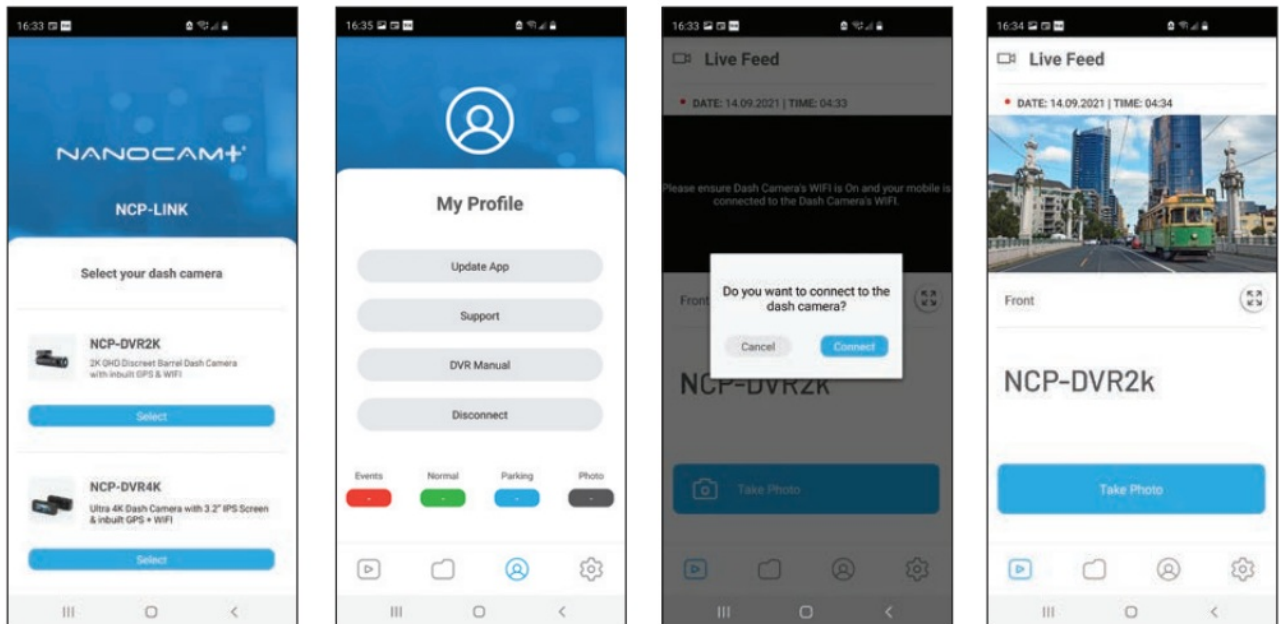 16:33
NANOCAM+
NCP-LINK
Select your dash camera
NCP-DVR2K
2K QHD Discreet Barrel Dash Camera
with inbuilt GPS & WIFI
Select
NCP-DVR4K
Ultra 4K Dash Camera with 3.2" IPS Screen
& inbuilt GPS + WIFI
Select
16:35
My Profile
Update App
Support
DVR Manual
Disconnect
Events Normal Parking Photo
- - - -
16:33
Live Feed
DATE: 14.09.2021 | TIME: 04:33
Please ensure Dash Camera's WIFI is On and your mobile is
connected to the Dash Camera's WIFI.
Do you want to connect to the
dash camera?
Cancel Connect
Front
NCP-DVR2K
Take Photo
16:34
Live Feed
DATE: 14.09.2021 | TIME: 04:34
Front
NCP-DVR2k
Take Photo